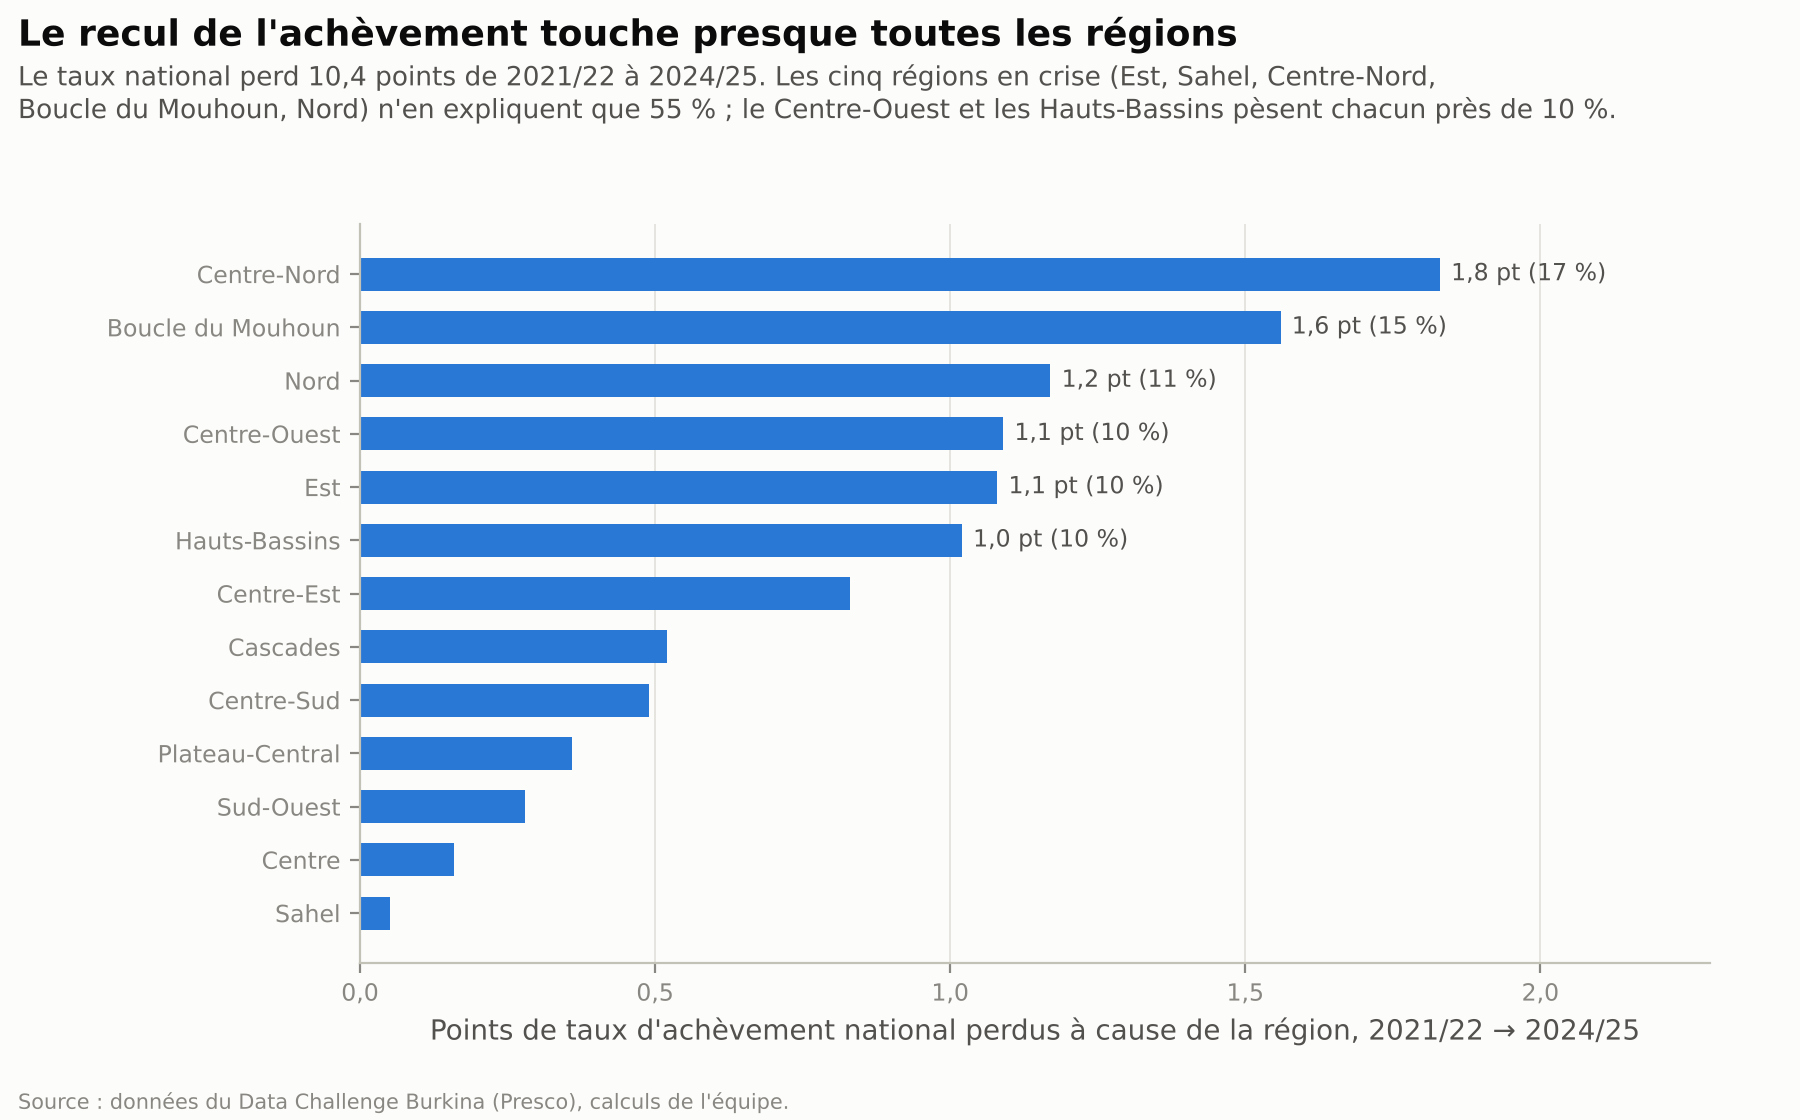 Le recul de l'achèvement touche presque toutes les régions
Le taux national perd 10,4 points de 2021/22 à 2024/25. Les cinq régions en crise (Est, Sahel, Centre-Nord,
Boucle du Mouhoun, Nord) n'en expliquent que 55 % ; le Centre-Ouest et les Hauts-Bassins pèsent chacun près de 10 %.
Centre-Nord 1,8 pt (17 %)
Boucle du Mouhoun 1,6 pt (15 %)
Nord 1,2 pt (11 %)
Centre-Ouest 1,1 pt (10 %)
Est 1,1 pt (10 %)
Hauts-Bassins 1,0 pt (10 %)
Centre-Est
Cascades
Centre-Sud
Plateau-Central
Sud-Ouest
Centre
Sahel
0,0 0,5 1,0 1,5 2,0
Points de taux d'achèvement national perdus à cause de la région, 2021/22 → 2024/25
Source : données du Data Challenge Burkina (Presco), calculs de l'équipe.